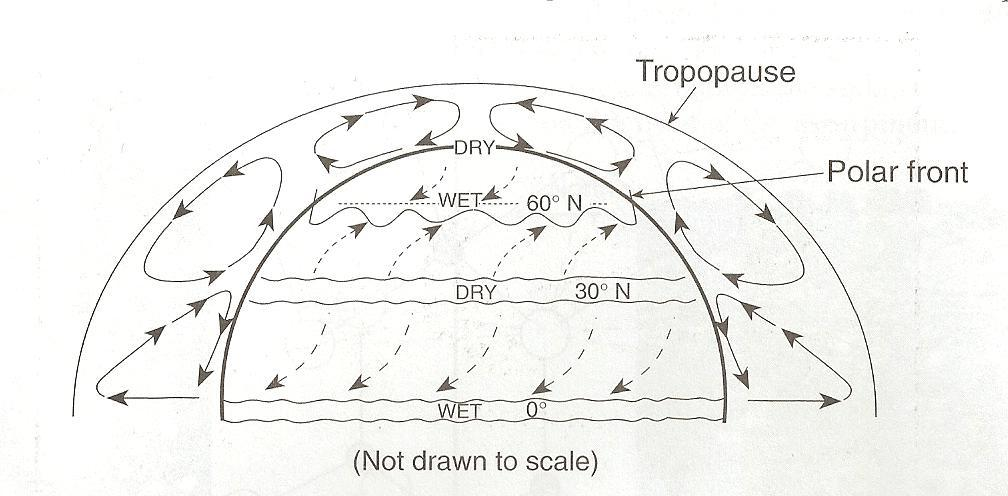 Tropopause
DRY
Polar front
WET 60° N
DRY 30° N
WET 0°
(Not drawn to scale)